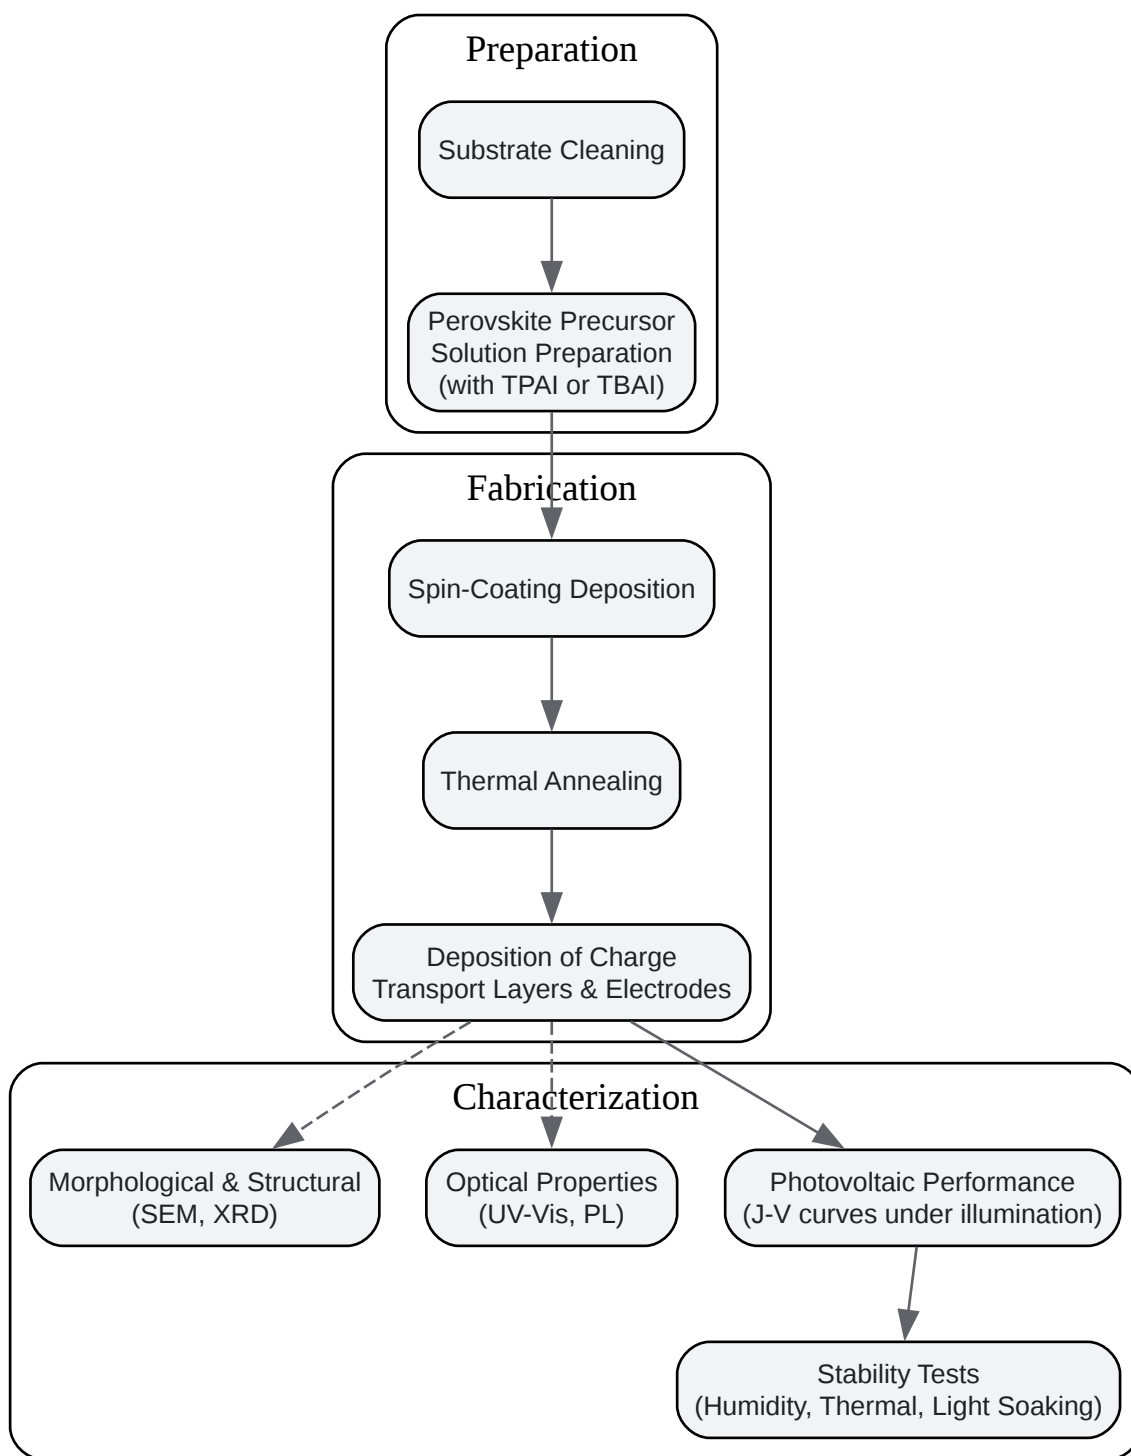 Preparation
Substrate Cleaning
Perovskite Precursor
Solution Preparation
(with TPAI or TBAI)
Fabrication
Spin-Coating Deposition
Thermal Annealing
Deposition of Charge
Transport Layers & Electrodes
Characterization
Morphological & Structural
(SEM, XRD)
Optical Properties
(UV-Vis, PL)
Photovoltaic Performance
(J-V curves under illumination)
Stability Tests
(Humidity, Thermal, Light Soaking)